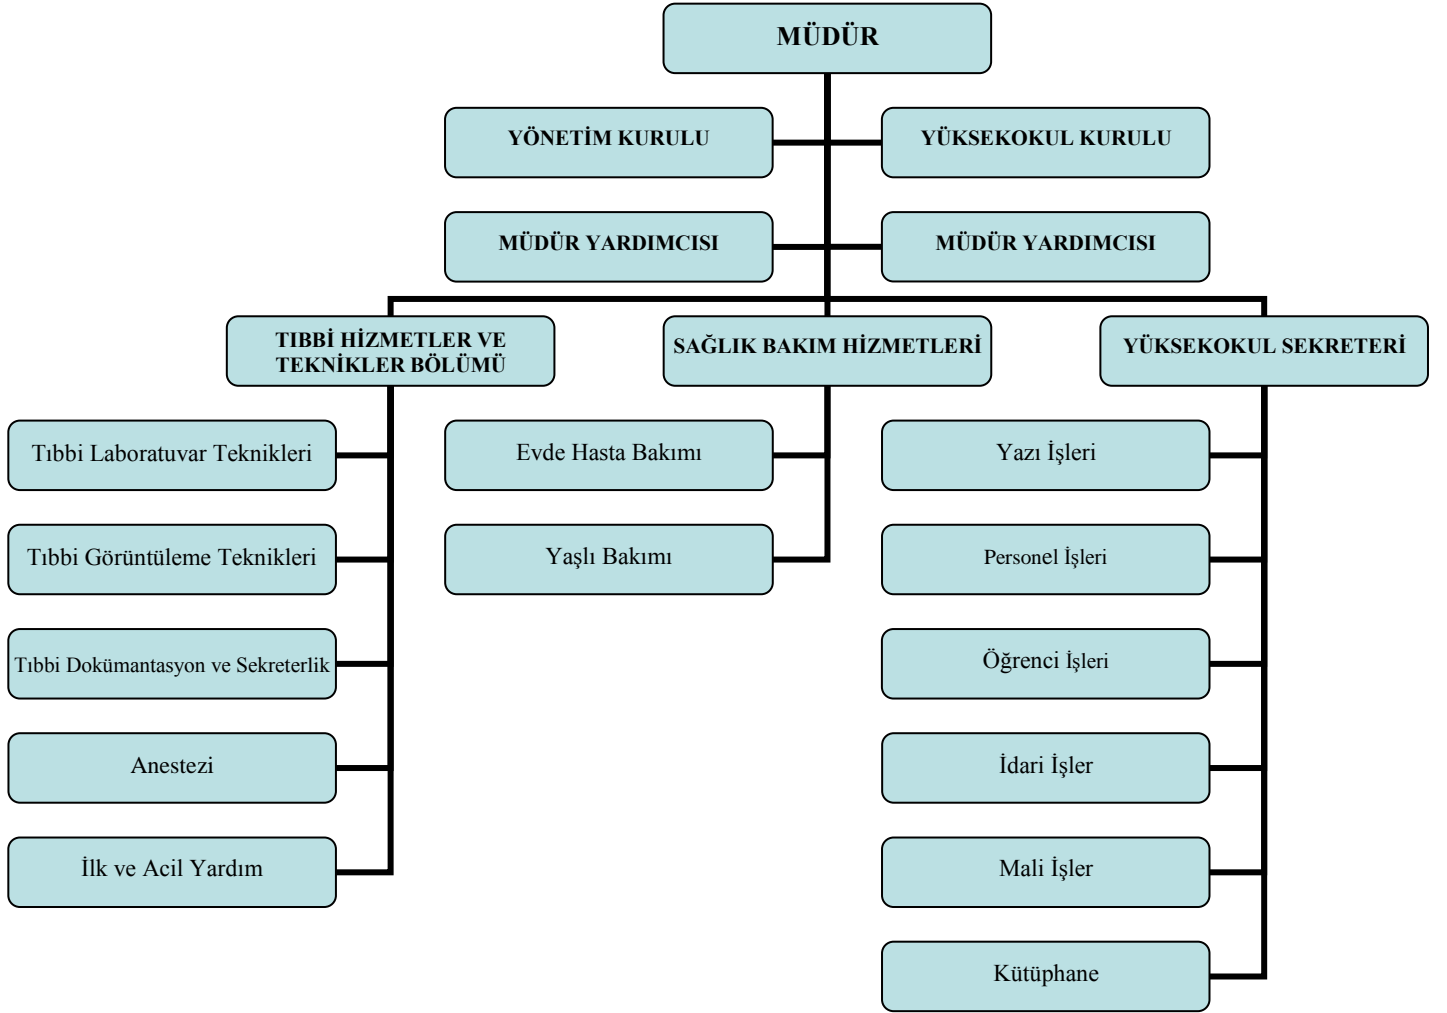 MÜDÜR
YÖNETİM KURULU
YÜKSEKOKUL KURULU
MÜDÜR YARDIMCISI
MÜDÜR YARDIMCISI
TIBBİ HİZMETLER VE
TEKNİKLER BÖLÜMÜ
SAĞLIK BAKIM HİZMETLERİ
YÜKSEKOKUL SEKRETERİ
Tıbbi Laboratuvar Teknikleri
Evde Hasta Bakımı
Yazı İşleri
Tıbbi Görüntüleme Teknikleri
Yaşlı Bakımı
Personel İşleri
Tıbbi Dokümantasyon ve Sekreterlik
Öğrenci İşleri
Anestezi
İdari İşler
İlk ve Acil Yardım
Mali İşler
Kütüphane